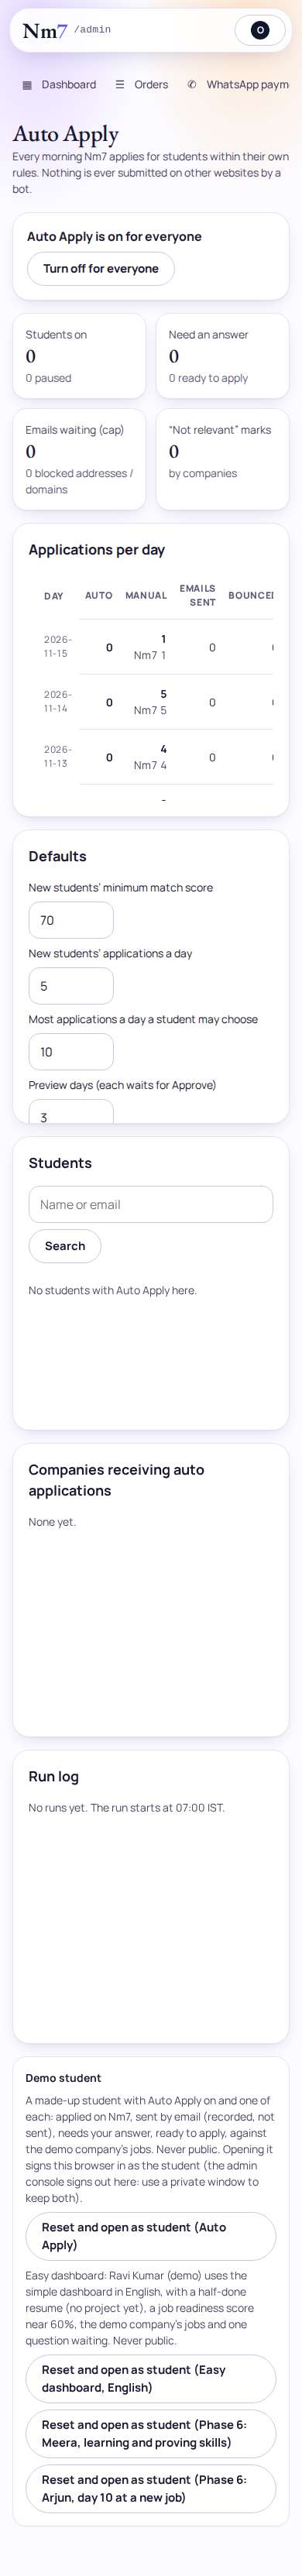 Nm7 /admin O
▦ Dashboard ☰ Orders ✆ WhatsApp paym
Auto Apply
Every morning Nm7 applies for students within their own
rules. Nothing is ever submitted on other websites by a
bot.
Auto Apply is on for everyone
Turn off for everyone
Students on
0
0 paused
Need an answer
0
0 ready to apply
Emails waiting (cap)
0
0 blocked addresses /
domains
“Not relevant” marks
0
by companies
Applications per day
DAY AUTO MANUAL EMAILS SENT BOUNCED
2026-11-15 0 1 Nm7 1 0
2026-11-14 0 5 Nm7 5 0
2026-11-13 0 4 Nm7 4 0
Defaults
New students’ minimum match score
70
New students’ applications a day
5
Most applications a day a student may choose
10
Preview days (each waits for Approve)
3
Students
Name or email
Search
No students with Auto Apply here.
Companies receiving auto
applications
None yet.
Run log
No runs yet. The run starts at 07:00 IST.
Demo student
A made-up student with Auto Apply on and one of
each: applied on Nm7, sent by email (recorded, not
sent), needs your answer, ready to apply, against
the demo company’s jobs. Never public. Opening it
signs this browser in as the student (the admin
console signs out here: use a private window to
keep both).
Reset and open as student (Auto
Apply)
Easy dashboard: Ravi Kumar (demo) uses the
simple dashboard in English, with a half-done
resume (no project yet), a job readiness score
near 60%, the demo company’s jobs and one
question waiting. Never public.
Reset and open as student (Easy
dashboard, English)
Reset and open as student (Phase 6:
Meera, learning and proving skills)
Reset and open as student (Phase 6:
Arjun, day 10 at a new job)